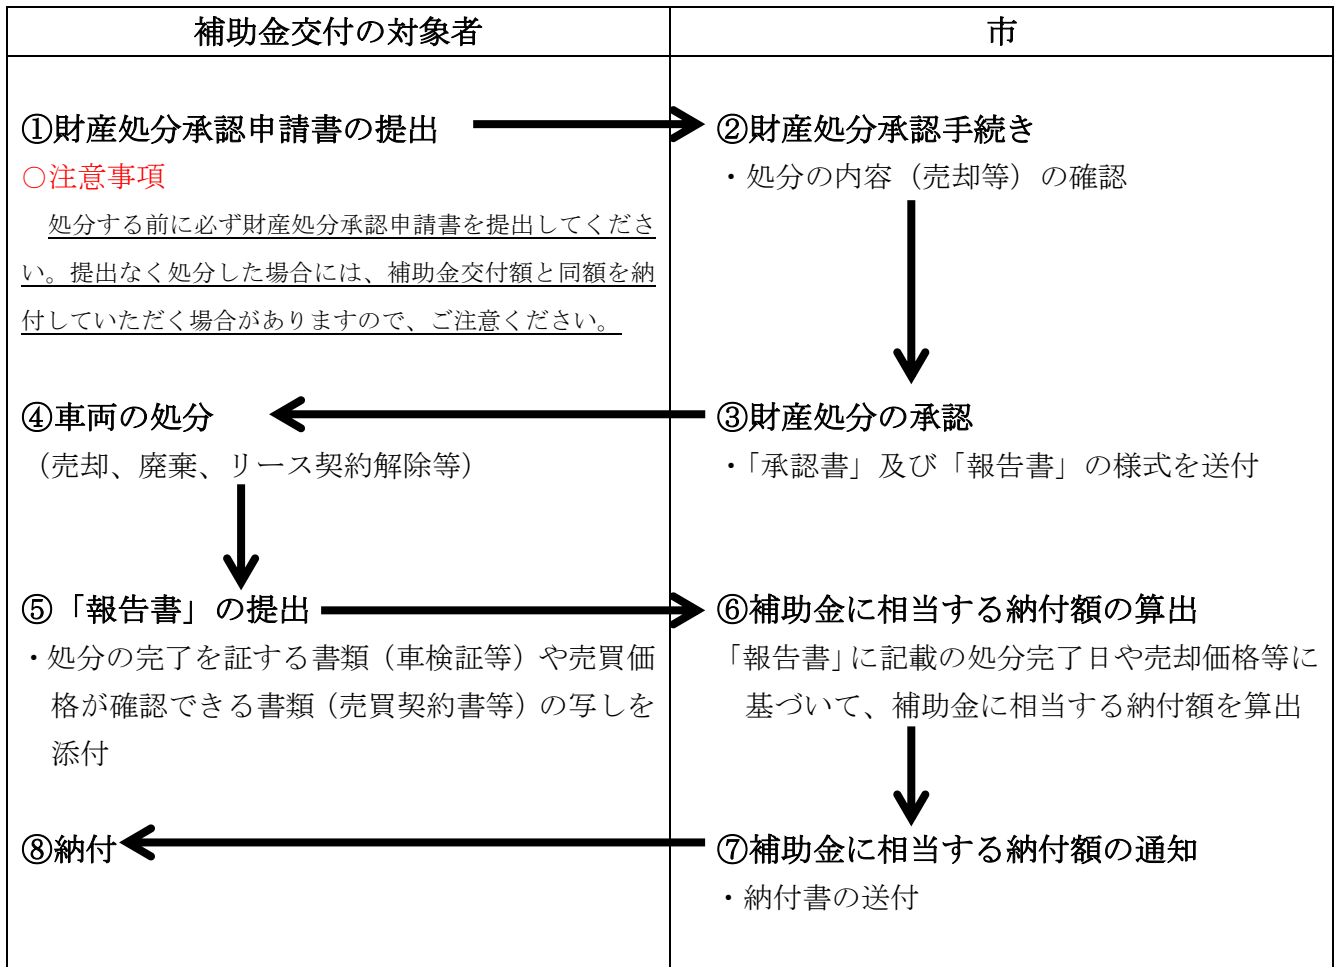 補助金交付の対象者
市
①財産処分承認申請書の提出
②財産処分承認手続き
○注意事項
・処分の内容（売却等）の確認
処分する前に必ず財産処分承認申請書を提出してくださ
い。提出なく処分した場合には、補助金交付額と同額を納
付していただく場合がありますので、ご注意ください。
④車両の処分
③財産処分の承認
（売却、廃棄、リース契約解除等）
・「承認書」及び「報告書」の様式を送付
⑤「報告書」の提出
⑥補助金に相当する納付額の算出
・処分の完了を証する書類（車検証等）や売買価
格が確認できる書類（売買契約書等）の写しを
添付
「報告書」に記載の処分完了日や売却価格等に
基づいて、補助金に相当する納付額を算出
⑧納付
⑦補助金に相当する納付額の通知
・納付書の送付